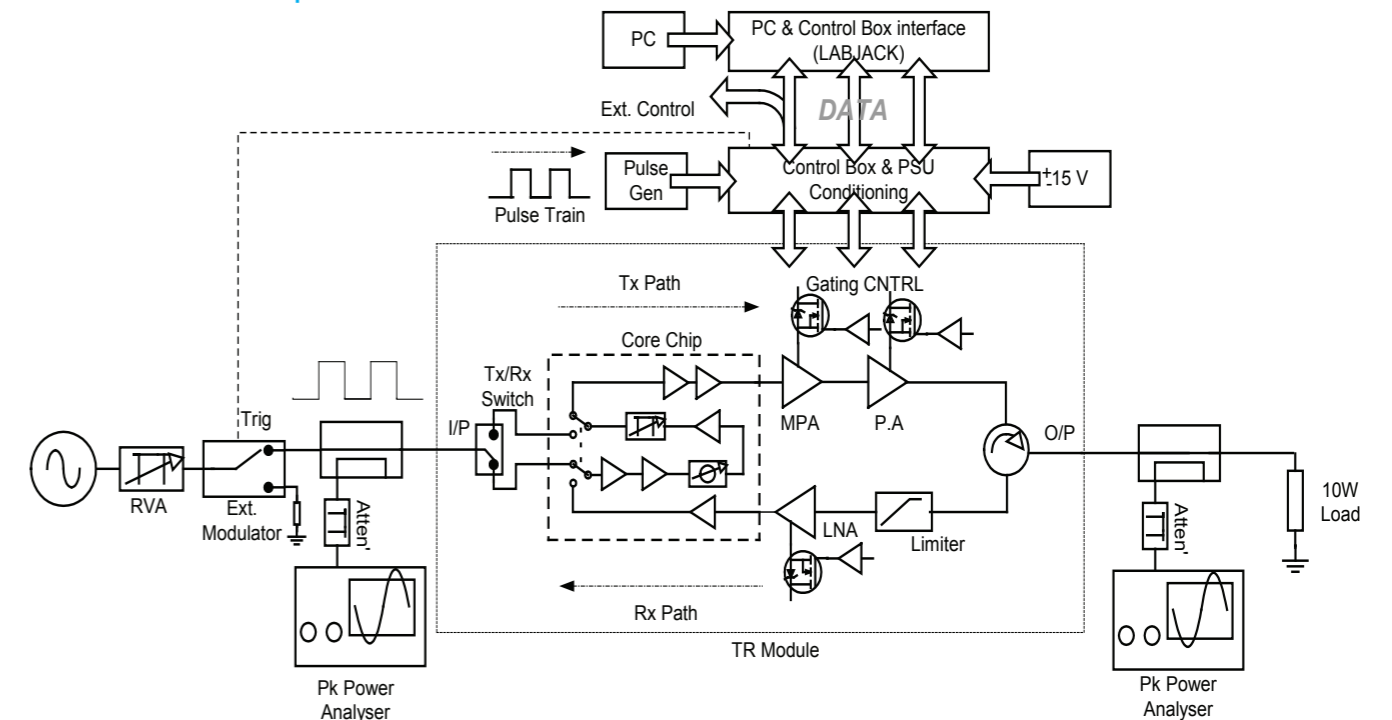 PC
PC & Control Box interface
(LABJACK)
Ext. Control
DATA
Pulse
Gen
Control Box & PSU
Conditioning
±15 V
Pulse Train
Tx Path
Gating CNTRL
Core Chip
Tx/Rx
Switch
Trig
I/P
MPA
P.A
O/P
RVA
Ext.
Modulator
Atten'
LNA
Limiter
Atten'
10W
Load
Rx Path
TR Module
Pk Power
Analyser
Pk Power
Analyser